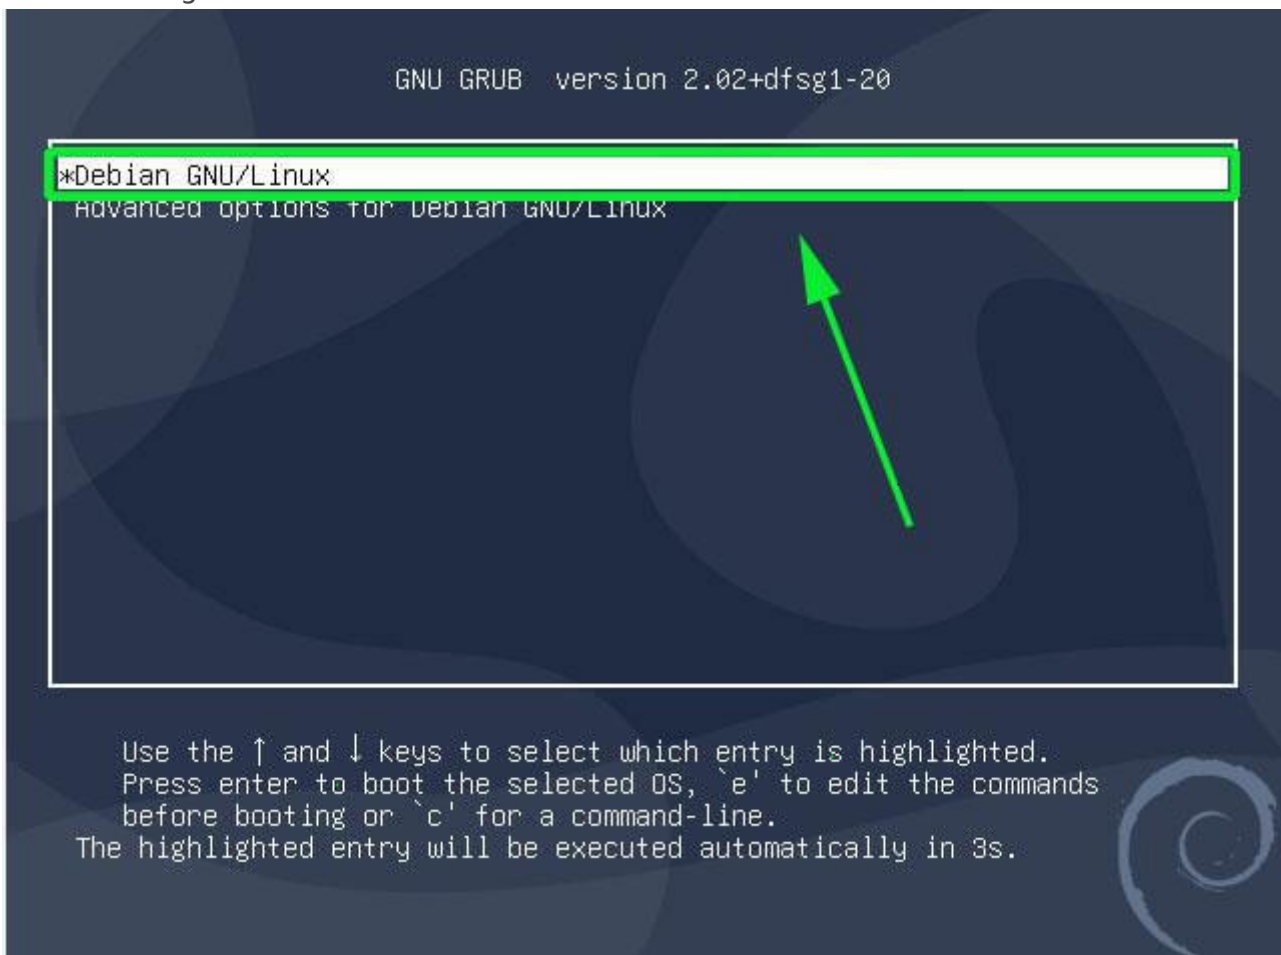 GNU GRUB version 2.02+dfsg1-20
*Debian GNU/Linux
Advanced options for Debian GNU/Linux
Use the ↑ and ↓ keys to select which entry is highlighted.
Press enter to boot the selected OS, `e' to edit the commands
before booting or `c' for a command-line.
The highlighted entry will be executed automatically in 3s.